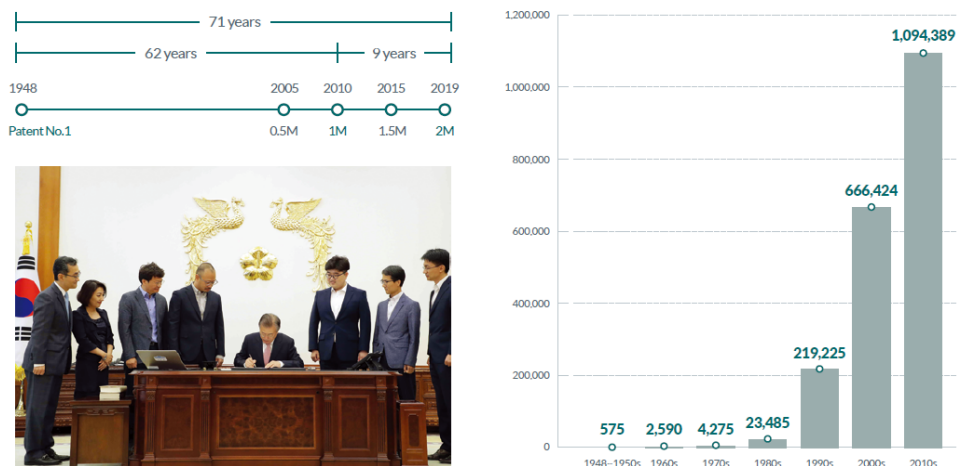 71 years
62 years 9 years
1948 2005 2010 2015 2019
Patent No.1 0.5M 1M 1.5M 2M
1,200,000
1,000,000
800,000
600,000
400,000
200,000
0
575 2,590 4,275 23,485 219,225 666,424 1,094,389
1948–1950s 1960s 1970s 1980s 1990s 2000s 2010s